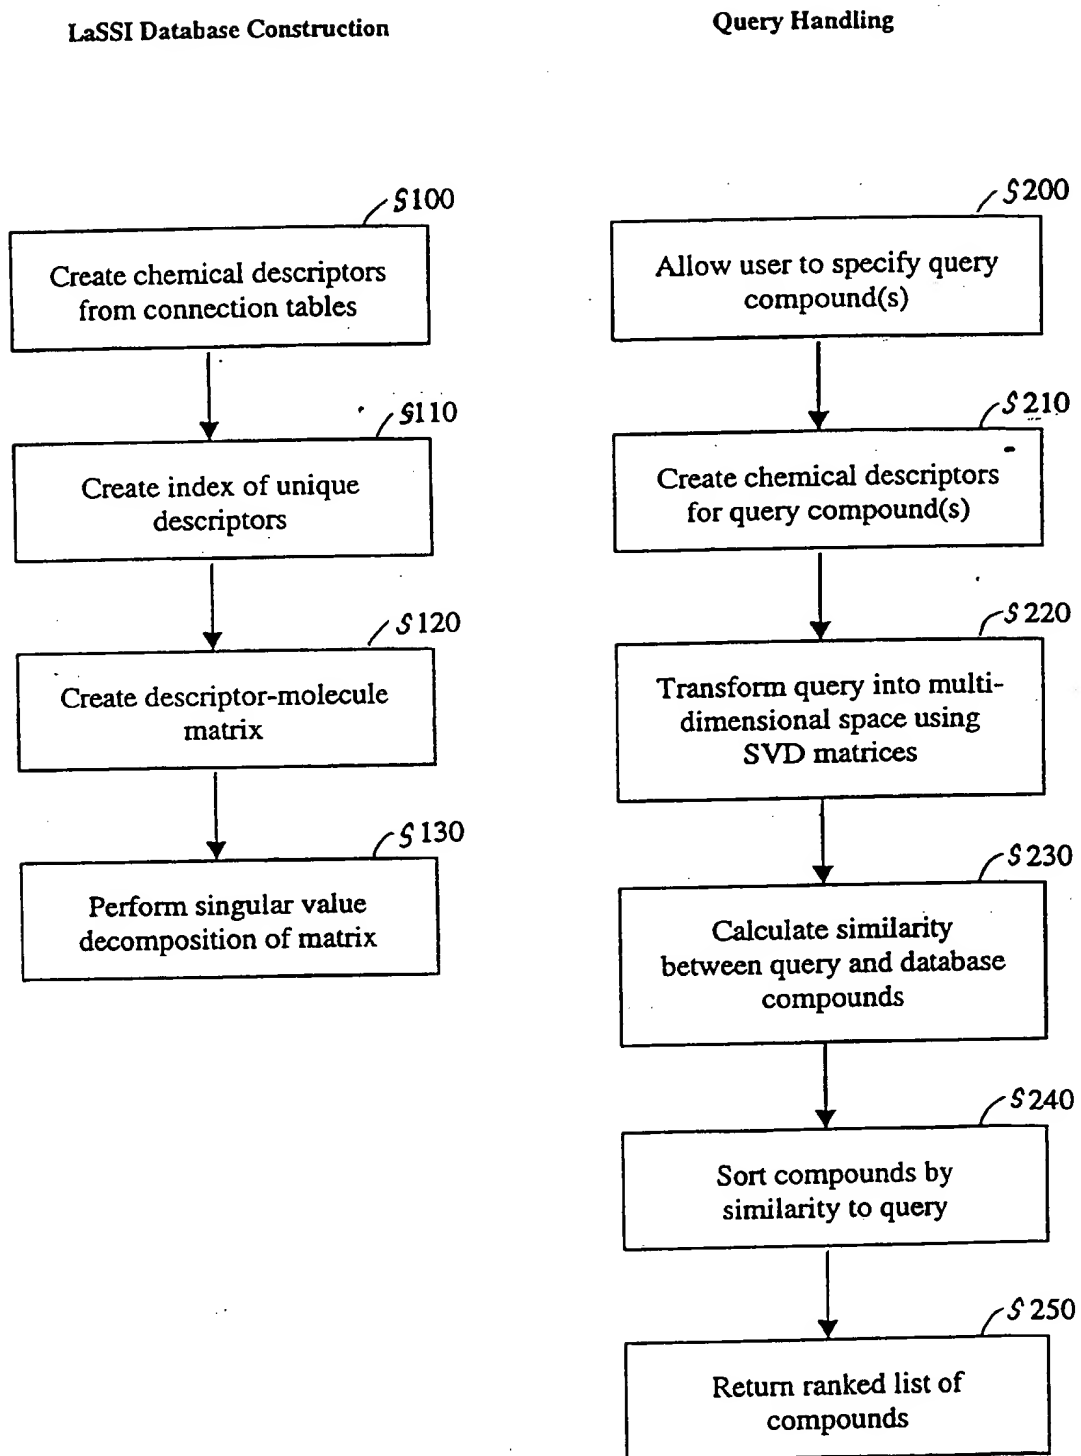 LaSSI Database Construction
S100
Create chemical descriptors
from connection tables
S110
Create index of unique
descriptors
S120
Create descriptor-molecule
matrix
S130
Perform singular value
decomposition of matrix
Query Handling
S200
Allow user to specify query
compound(s)
S210
Create chemical descriptors
for query compound(s)
S220
Transform query into multi-
dimensional space using
SVD matrices
S230
Calculate similarity
between query and database
compounds
S240
Sort compounds by
similarity to query
S250
Return ranked list of
compounds